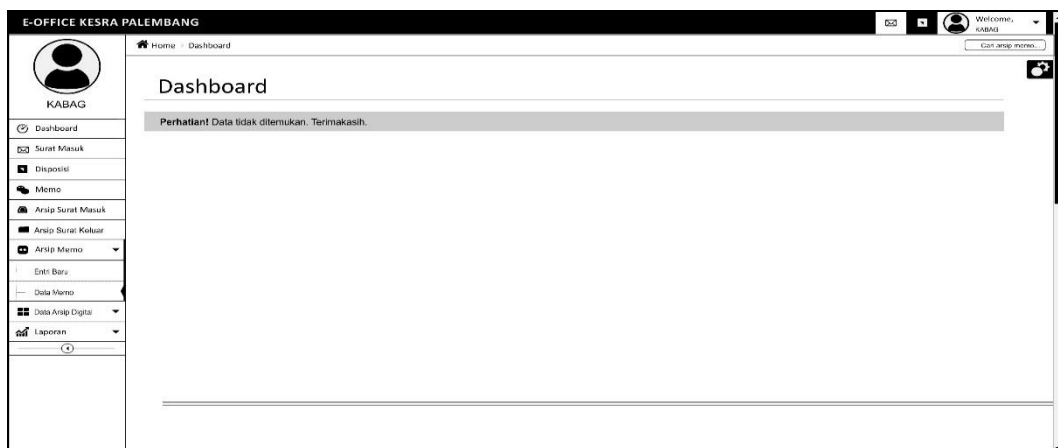 E-OFFICE KESRA PALEMBANG
Welcome,
KABAG
Home Dashboard
Cari arsip memo...
KABAG
Dashboard
Perhatian! Data tidak ditemukan. Terimakasih.
Dashboard
Surat Masuk
Disposisi
Memo
Arsip Surat Masuk
Arsip Surat Keluar
Arsip Memo
Entri Baru
Data Memo
Data Arsip Digital
Laporan